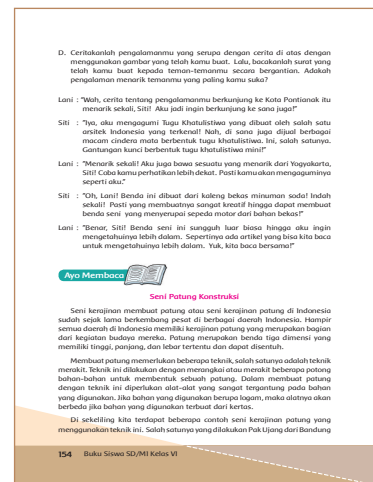 D. Ceritakanlah pengalamanmu yang serupa dengan cerita di atas dengan
menggunakan gambar yang telah kamu buat. Lalu, bacakanlah surat yang
telah kamu buat kepada teman-temanmu secara bergantian. Adakah
pengalaman menarik temanmu yang paling kamu suka?
Lani : "Wah, cerita tentang pengalamanmu berkunjung ke Kota Pontianak itu
menarik sekali, Siti! Aku jadi ingin berkunjung ke sana juga!"
Siti : "Iya, aku mengagumi Tugu Khatulistiwa yang dibuat oleh salah satu
arsitek Indonesia yang terkenal! Nah, di sana juga dijual berbagai
macam cindera mata berbentuk tugu khatulistiwa. Ini, salah satunya.
Gantungan kunci berbentuk tugu khatulistiwa mini!"
Lani : "Menarik sekali! Aku juga bawa sesuatu yang menarik dari Yogyakarta,
Siti! Coba kamu perhatikan lebih dekat. Pasti kamu akan mengaguminya
seperti aku."
Siti : "Oh, Lani! Benda ini dibuat dari kaleng bekas minuman soda! Indah
sekali! Pasti yang membuatnya sangat kreatif hingga dapat membuat
benda seni yang menyerupai sepeda motor dari bahan bekas!"
Lani : "Benar, Siti! Benda seni ini sungguh luar biasa hingga aku ingin
mengetahuinya lebih dalam. Sepertinya ada artikel yang bisa kita baca
untuk mengetahuinya lebih dalam. Yuk, kita baca bersama!"
Ayo Membaca
Seni Patung Konstruksi
Seni kerajinan membuat patung atau seni kerajinan patung di Indonesia
sudah sejak lama berkembang pesat di berbagai daerah Indonesia. Hampir
semua daerah di Indonesia memiliki kerajinan patung yang merupakan bagian
dari kegiatan budaya mereka. Patung merupakan benda tiga dimensi yang
memiliki tinggi, panjang, dan lebar tertentu dan dapat disentuh.
Membuat patung memerlukan beberapa teknik, salah satunya adalah teknik
merakit. Teknik ini dilakukan dengan merangkai atau merakit beberapa potong
bahan-bahan untuk membentuk sebuah patung. Dalam membuat patung
dengan teknik ini diperlukan alat-alat yang sangat tergantung pada bahan
yang digunakan. Jika bahan yang digunakan berupa logam, maka alatnya akan
berbeda jika bahan yang digunakan terbuat dari kertas.
Di sekeliling kita terdapat beberapa contoh seni kerajinan patung yang
menggunakan teknik ini. Salah satunya yang dilakukan Pak Ujang dari Bandung
154 Buku Siswa SD/MI Kelas VI